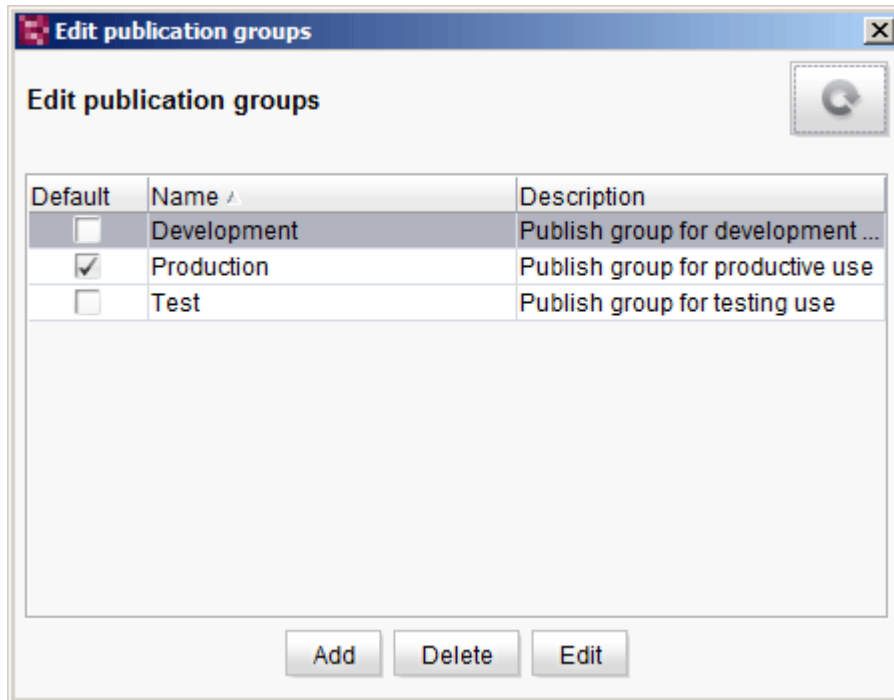 Edit publication groups
Edit publication groups
Default Name Description
Development Publish group for development ...
Production Publish group for productive use
Test Publish group for testing use
Add Delete Edit